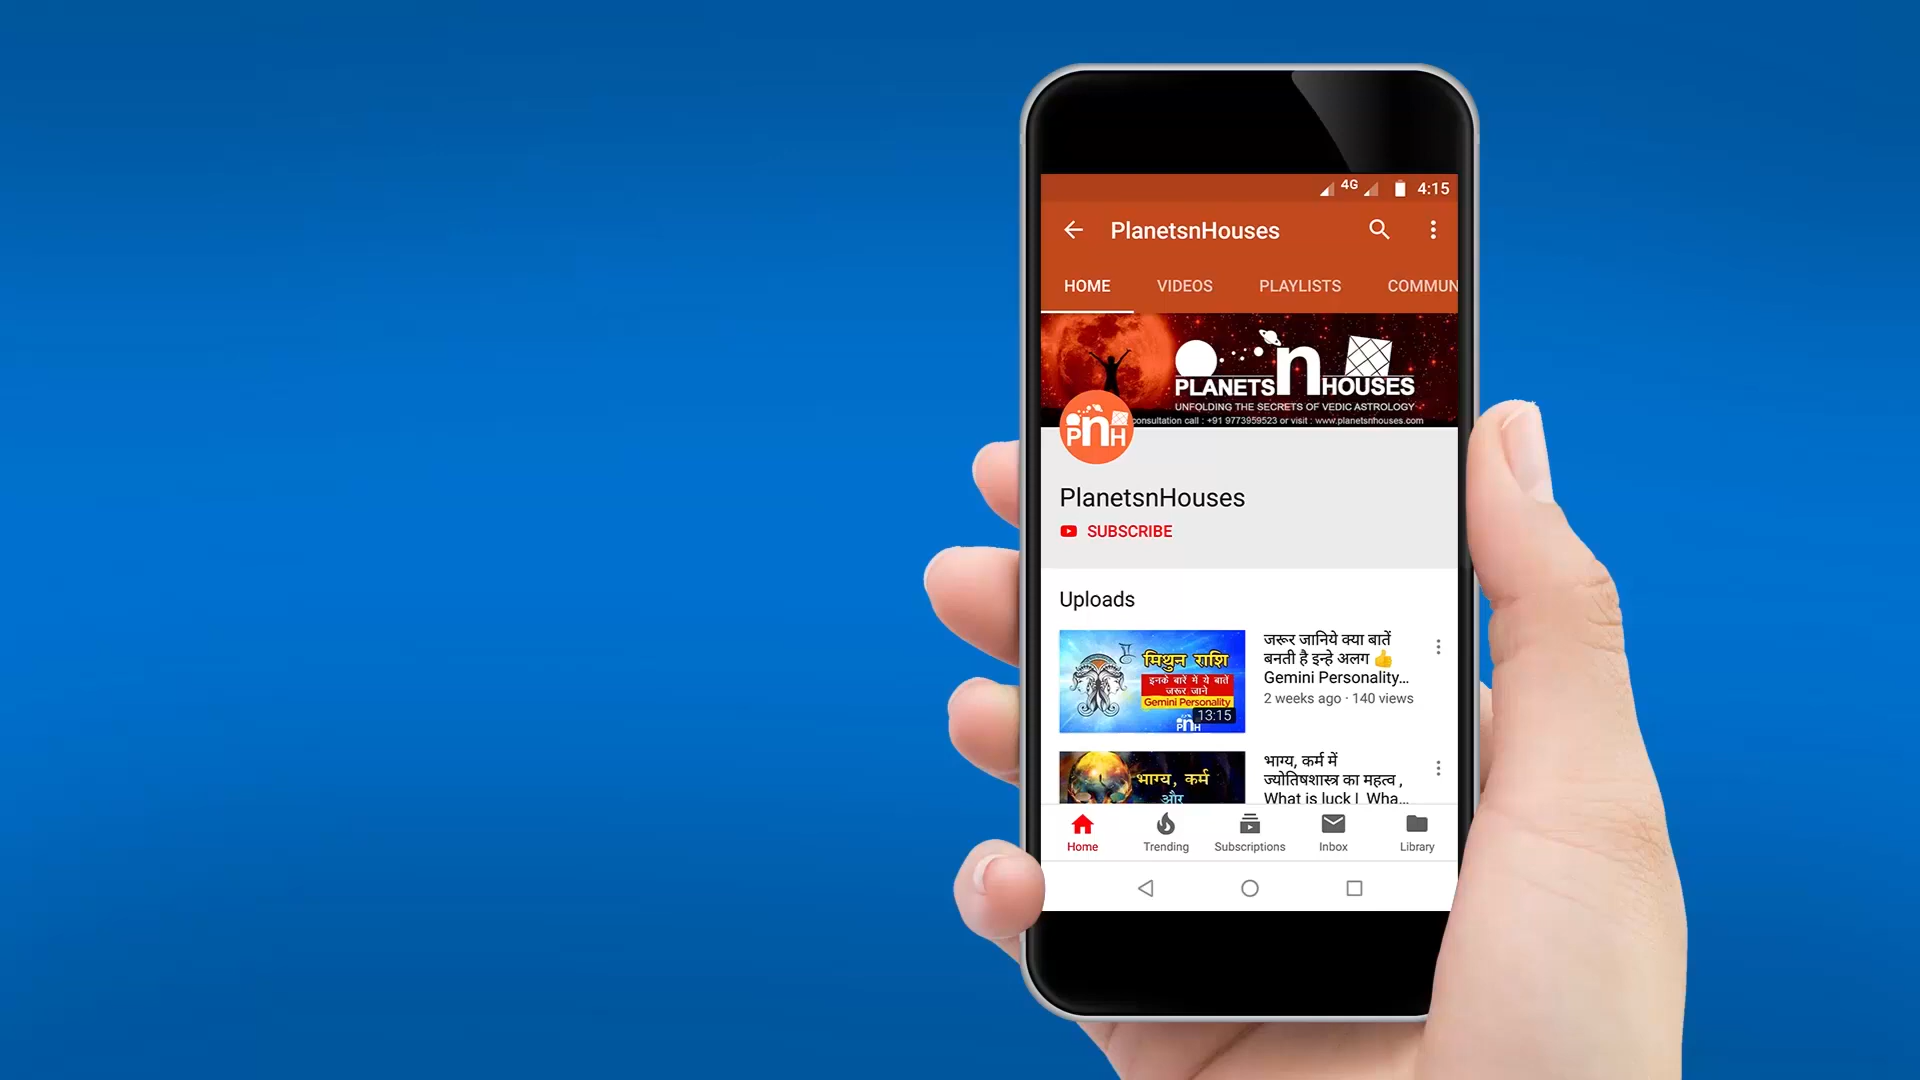 4G 4:15
PlanetsnHouses
HOME VIDEOS PLAYLISTS COMMUN
PLANETS n HOUSES
UNFOLDING THE SECRETS OF VEDIC ASTROLOGY
consultation call : +91 9773959523 or visit : www.planetsnhouses.com
PnH
PlanetsnHouses
SUBSCRIBE
Uploads
मिथुन राशि
इनके बारें में ये बातें
जरूर जाने
Gemini Personality
13:15
PnH
जरूर जानिये क्या बातें
बनती है इन्हे अलग 👍
Gemini Personality...
2 weeks ago · 140 views
भाग्य, कर्म
और
भाग्य, कर्म में
ज्योतिषशास्त्र का महत्व ,
What is luck | Wha...
Home Trending Subscriptions Inbox Library